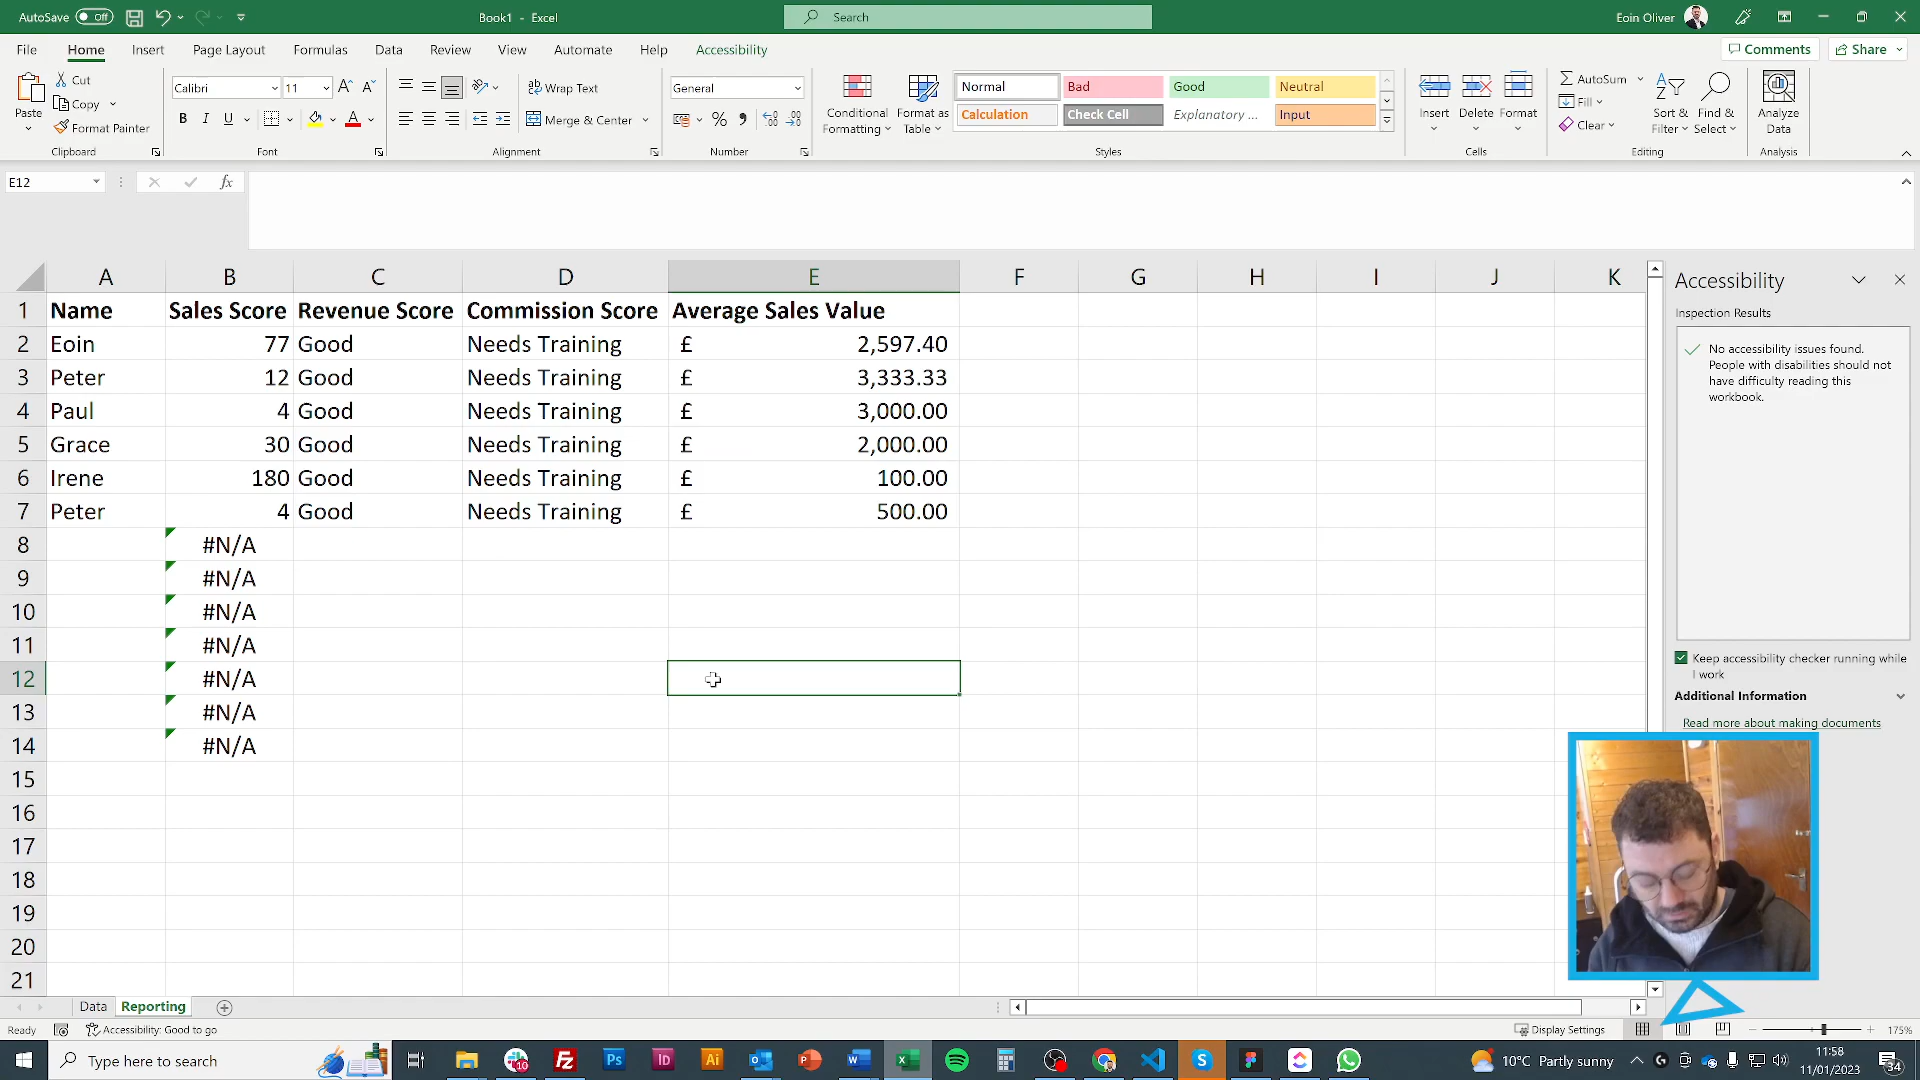 AutoSave Off Book1 - Excel Search Eoin Oliver
File Home Insert Page Layout Formulas Data Review View Automate Help Accessibility Comments Share
Paste Cut Copy Format Painter Clipboard
Calibri 11 B I U Font
Wrap Text Merge & Center Alignment
General % Number
Conditional Formatting Format as Table
Normal Bad Good Neutral
Calculation Check Cell Explanatory ... Input
Styles
Insert Delete Format Cells
AutoSum Fill Clear Sort & Filter Find & Select Editing
Analyze Data Analysis
E12 fx
A B C D E F G H I J K
1 Name Sales Score Revenue Score Commission Score Average Sales Value
2 Eoin 77 Good Needs Training £ 2,597.40
3 Peter 12 Good Needs Training £ 3,333.33
4 Paul 4 Good Needs Training £ 3,000.00
5 Grace 30 Good Needs Training £ 2,000.00
6 Irene 180 Good Needs Training £ 100.00
7 Peter 4 Good Needs Training £ 500.00
8 #N/A
9 #N/A
10 #N/A
11 #N/A
12 #N/A
13 #N/A
14 #N/A
15
16
17
18
19
20
21
Accessibility
Inspection Results
No accessibility issues found.
People with disabilities should not
have difficulty reading this
workbook.
Keep accessibility checker running while
I work
Additional Information
Read more about making documents
Data Reporting
Ready Accessibility: Good to go Display Settings 175%
Type here to search 10°C Partly sunny 11:58
11/01/2023 34